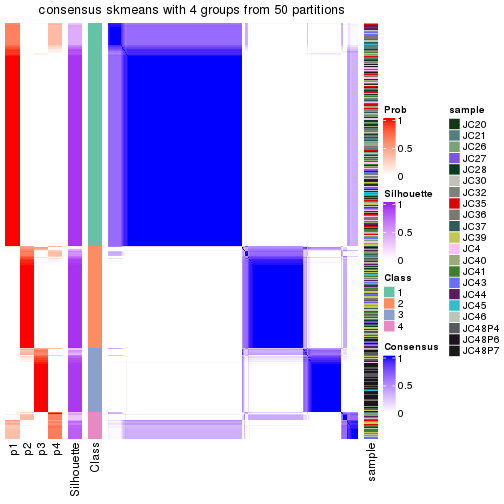 consensus skmeans with 4 groups from 50 partitions
Prob
1
0.5
0
Silhouette
1
0.5
0
Class
1
2
3
4
Consensus
1
0.5
0
sample
JC20
JC21
JC26
JC27
JC28
JC30
JC32
JC35
JC36
JC37
JC39
JC4
JC40
JC41
JC43
JC44
JC45
JC46
JC48P4
JC48P6
JC48P7
p1
p2
p3
p4
Silhouette
Class
sample